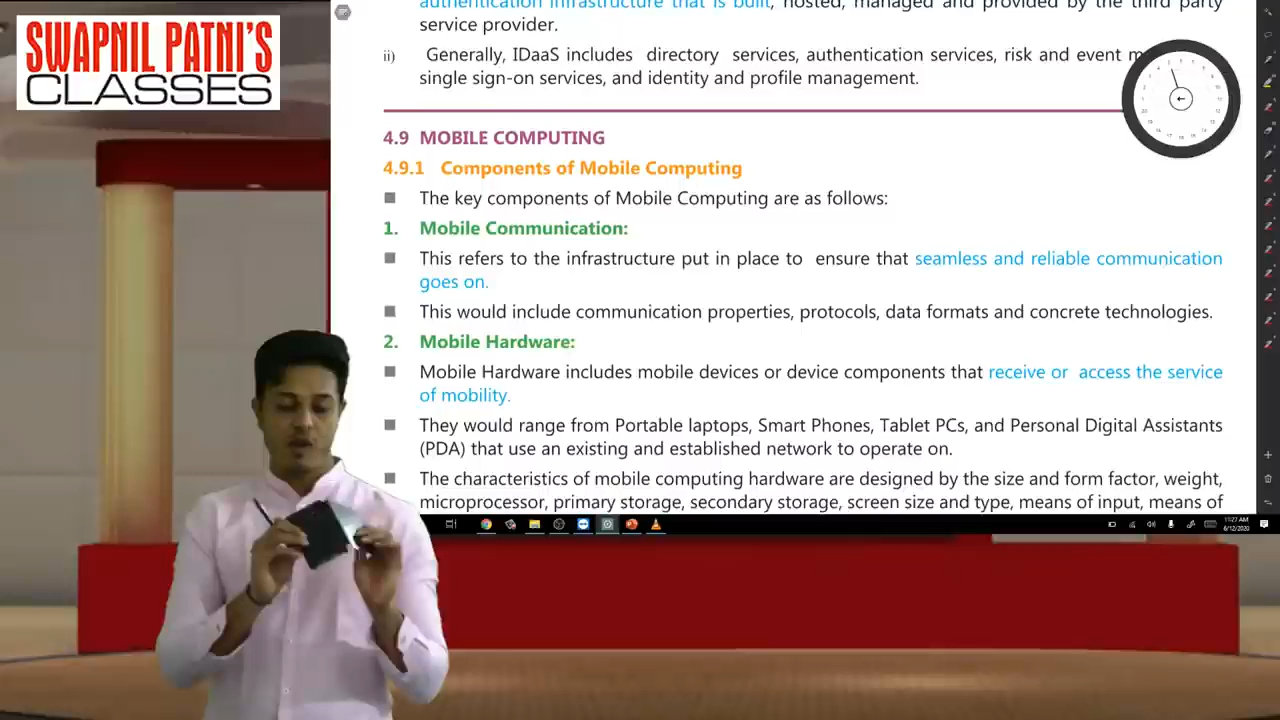 SWAPNIL PATNI'S
CLASSES
authentication infrastructure that is built, hosted, managed and provided by the third party
service provider.
ii) Generally, IDaaS includes directory services, authentication services, risk and event
single sign-on services, and identity and profile management.
4.9 MOBILE COMPUTING
4.9.1 Components of Mobile Computing
■ The key components of Mobile Computing are as follows:
1. Mobile Communication:
■ This refers to the infrastructure put in place to ensure that seamless and reliable communication
goes on.
■ This would include communication properties, protocols, data formats and concrete technologies.
2. Mobile Hardware:
■ Mobile Hardware includes mobile devices or device components that receive or access the service
of mobility.
■ They would range from Portable laptops, Smart Phones, Tablet PCs, and Personal Digital Assistants
(PDA) that use an existing and established network to operate on.
■ The characteristics of mobile computing hardware are designed by the size and form factor, weight,
microprocessor, primary storage, secondary storage, screen size and type, means of input, means of
11:27 AM
6/12/2020